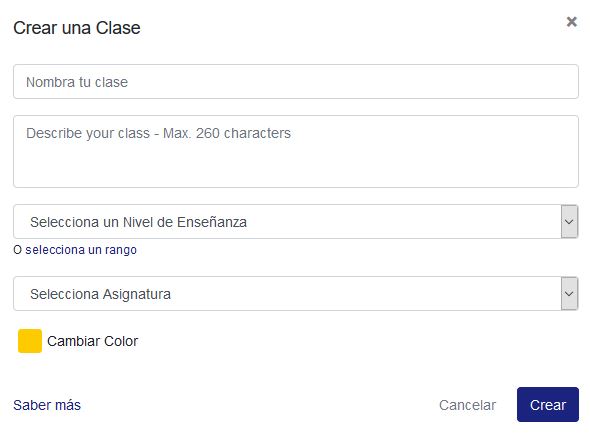 Crear una Clase
×
Nombra tu clase
Describe your class - Max. 260 characters
Selecciona un Nivel de Enseñanza
O selecciona un rango
Selecciona Asignatura
Cambiar Color
Saber más
Cancelar
Crear